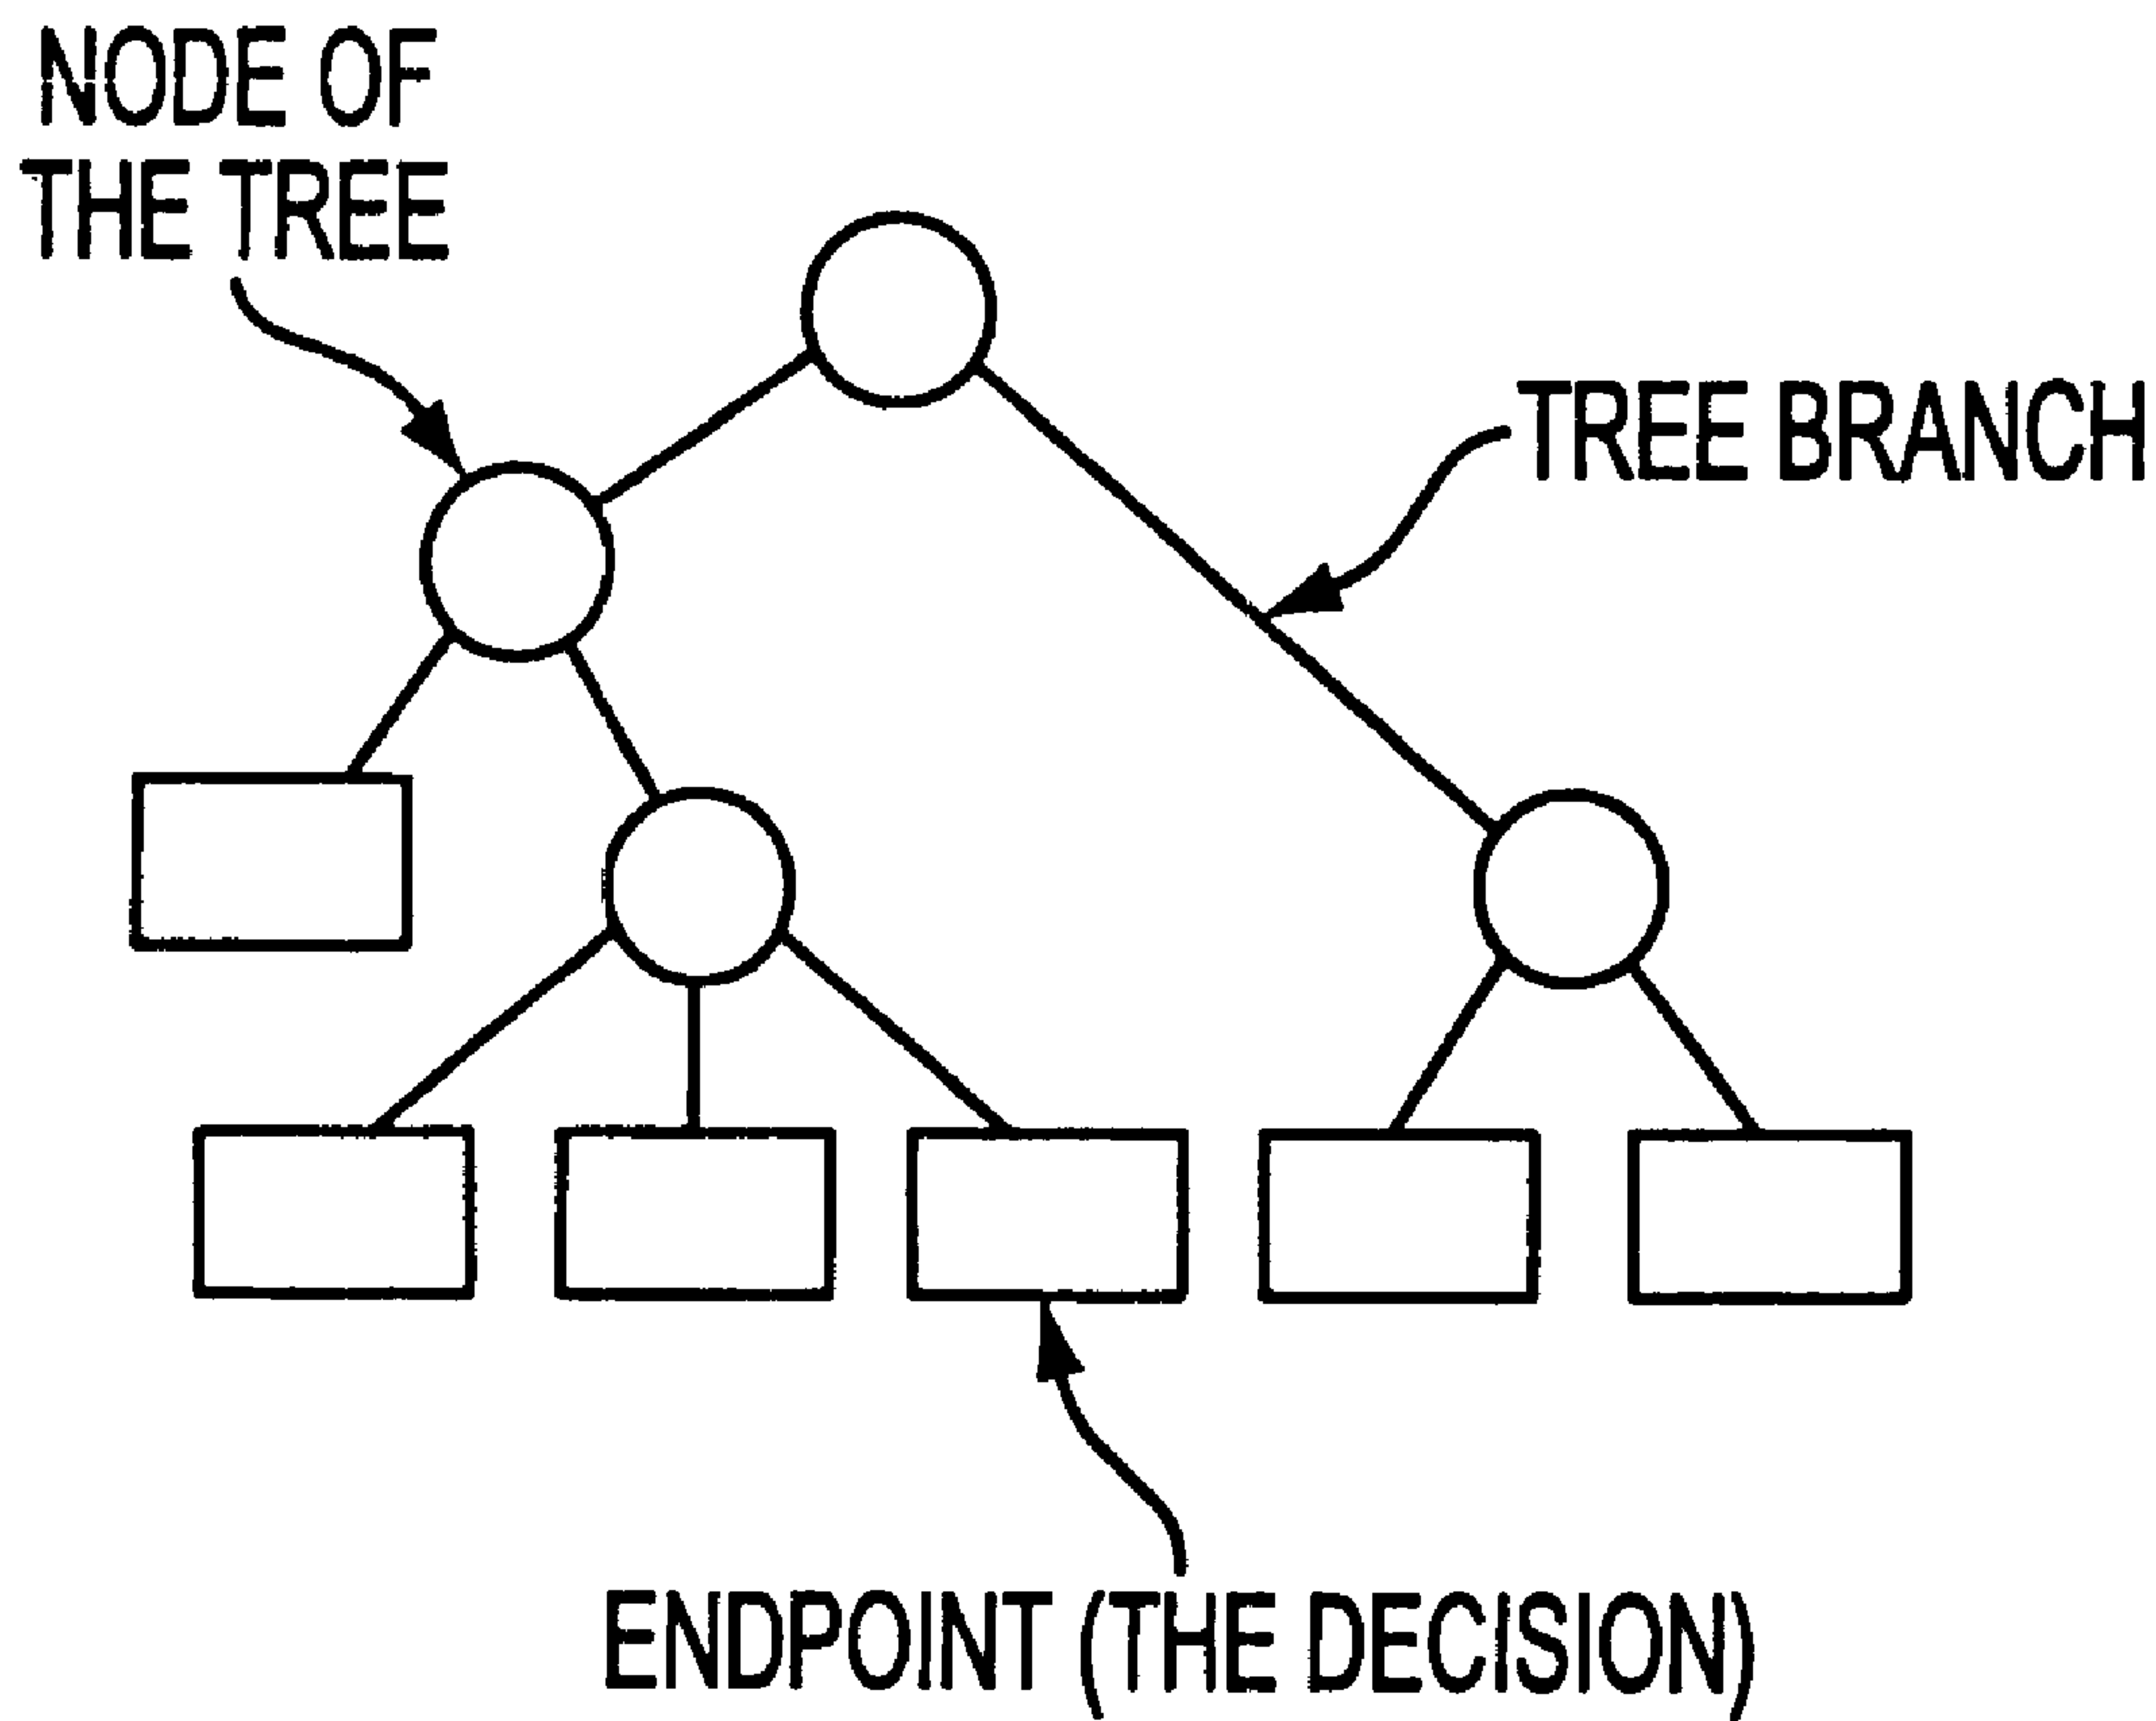 NODE OF
THE TREE
TREE BRANCH
ENDPOINT (THE DECISION)